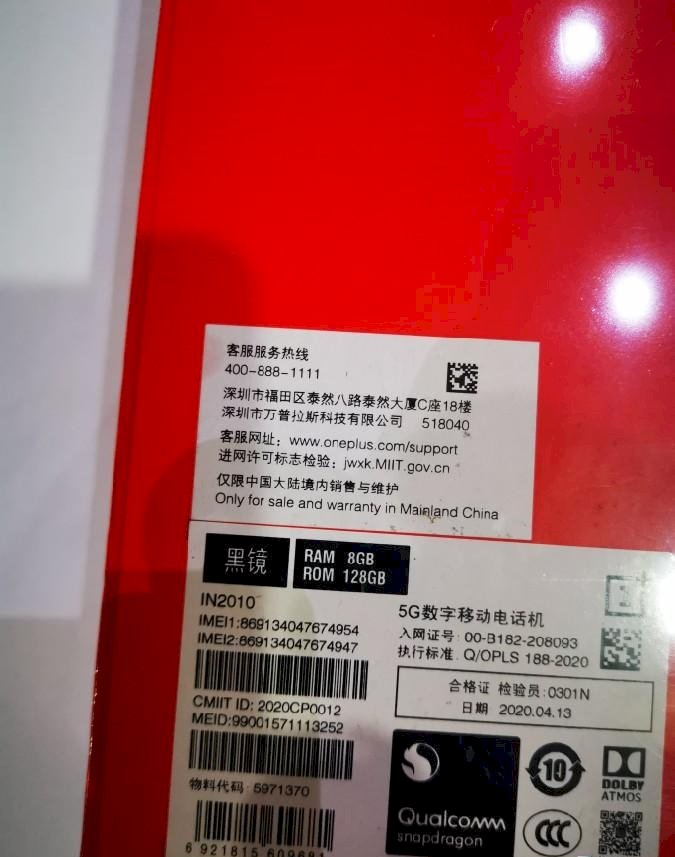 客服服务热线
400-888-1111
深圳市福田区泰然八路泰然大厦C座18楼
深圳市万普拉斯科技有限公司 518040
客服网址: www.oneplus.com/support
进网许可标志检验: jwxk.MIIT.gov.cn
仅限中国大陆境内销售与维护
Only for sale and warranty in Mainland China
黑镜
RAM 8GB
ROM 128GB
IN2010
IMEI1:869134047674954
IMEI2:869134047674947
CMIIT ID: 2020CP0012
MEID:99001571113252
物料代码: 5971370
6 921815 609681
5G数字移动电话机
入网证号: 00-B182-208093
执行标准: Q/OPLS 188-2020
合格证 检验员:0301N
日期: 2020.04.13
Qualcomm
snapdragon
10
DOLBY
ATMOS
CCC